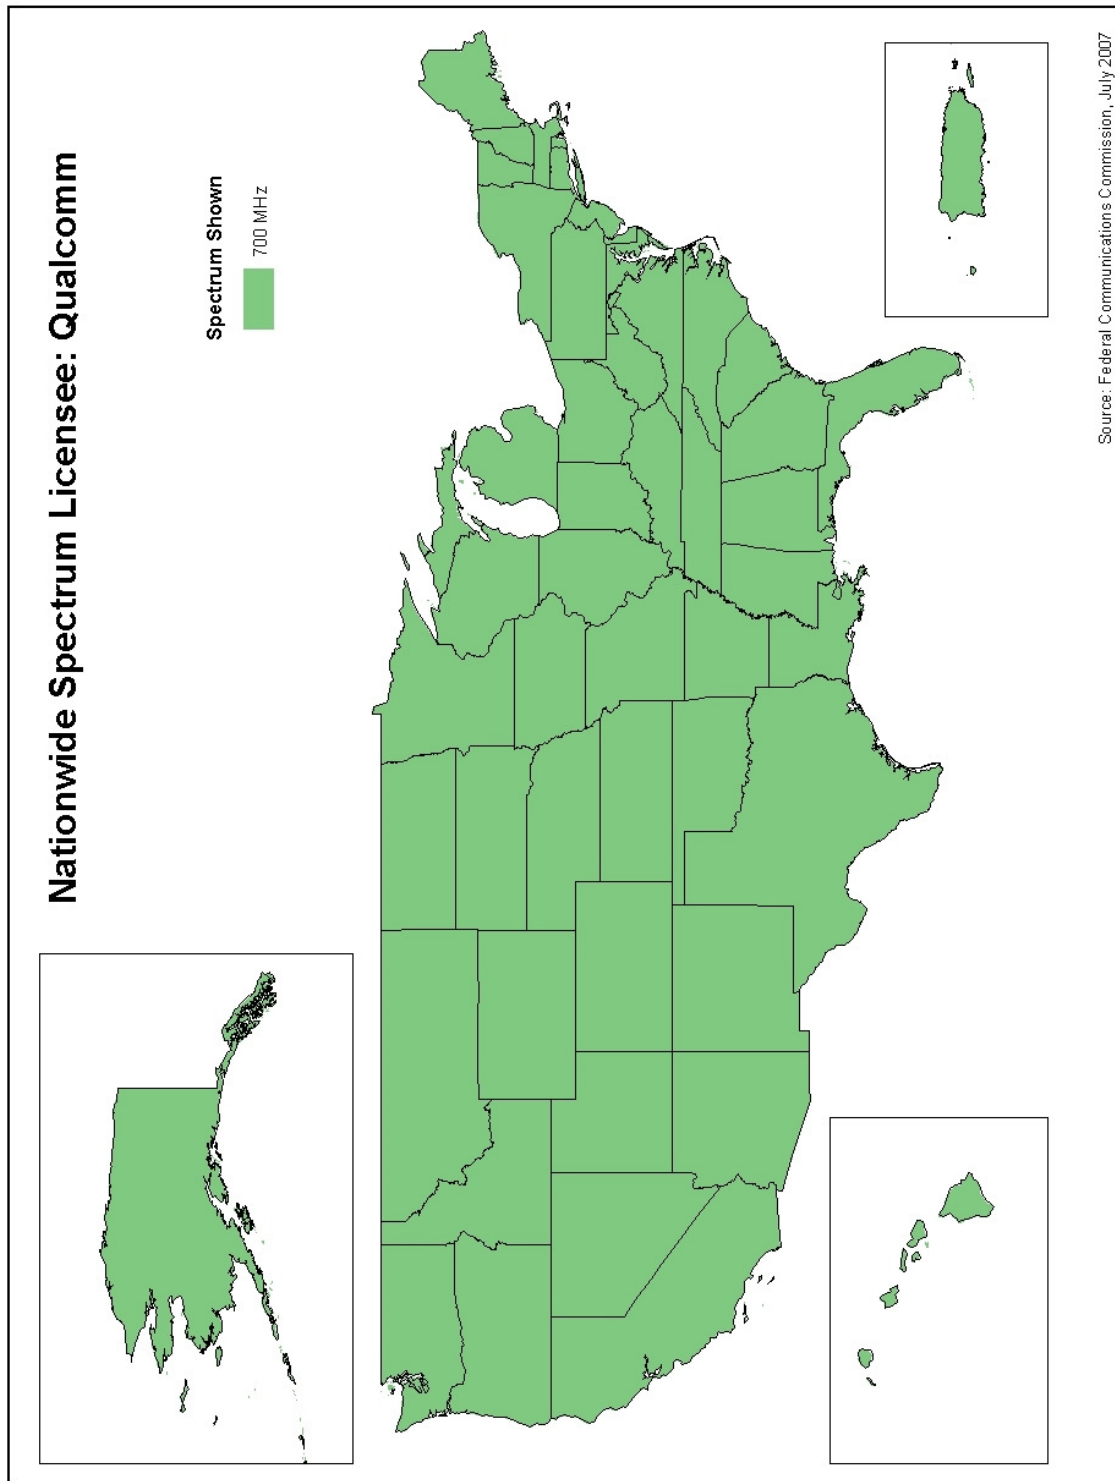 Nationwide Spectrum Licensee: Qualcomm
Spectrum Shown
700 MHz
Source: Federal Communications Commission, July 2007